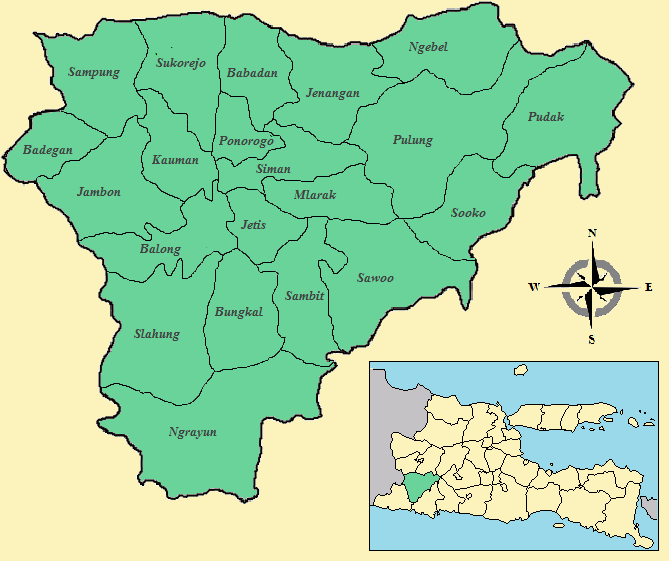 Ngebel
Sukorejo
Sampung
Babadan
Jenangan
Pudak
Ponorogo
Pulung
Badegan
Kauman
Siman
Jambon
Mlarak
Sooko
Jetis
N
Balong
Sawoo
W
E
Sambit
Bungkal
Slahung
S
Ngrayun